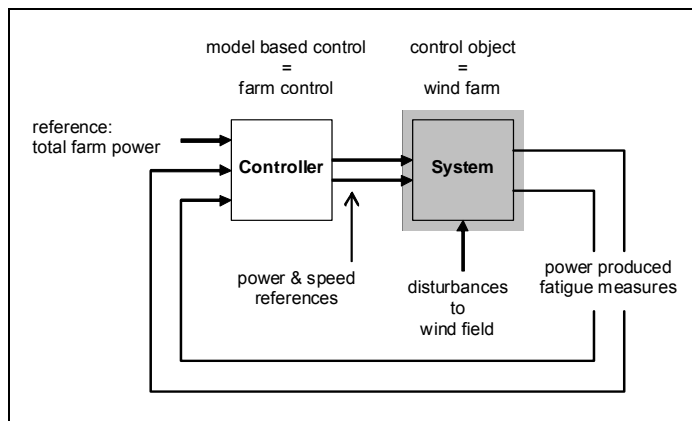 model based control
=
farm control
control object
=
wind farm
reference:
total farm power
Controller
System
power & speed
references
disturbances
to
wind field
power produced
fatigue measures